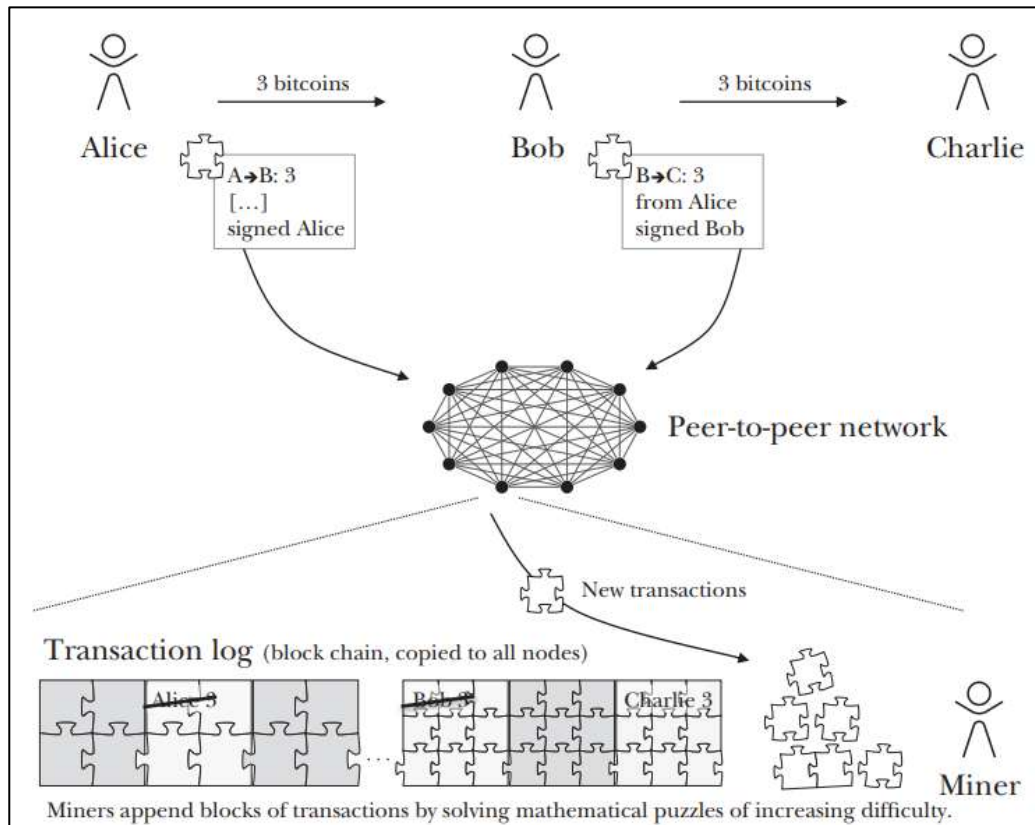 3 bitcoins
3 bitcoins
Alice
Bob
Charlie
A➔B: 3
[…]
signed Alice
B➔C: 3
from Alice
signed Bob
Peer-to-peer network
New transactions
Transaction log (block chain, copied to all nodes)
Alice 3
Bob 3
Charlie 3
...
Miner
Miners append blocks of transactions by solving mathematical puzzles of increasing difficulty.